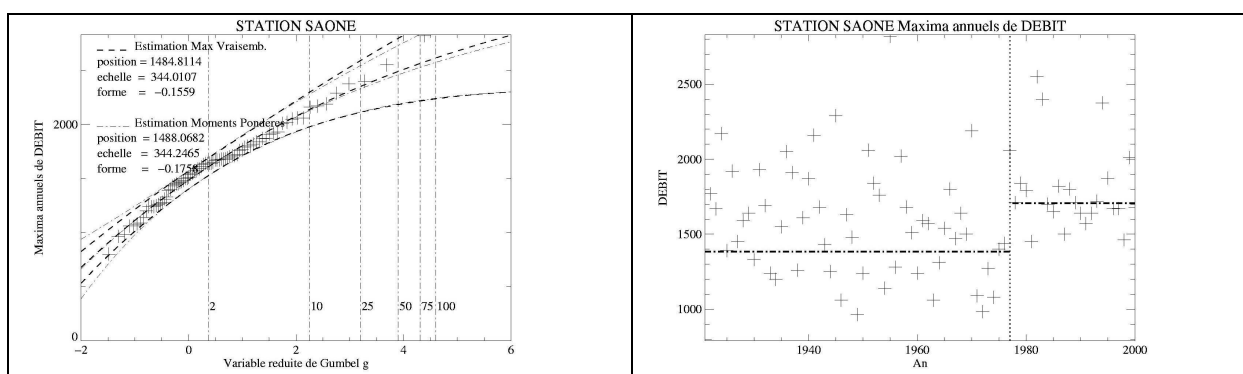 STATION SAONE
Estimation Max Vraisemb.
position = 1484.8114
echelle = 344.0107
forme = -0.1559
Estimation Moments Ponderes
position = 1488.0682
echelle = 344.2465
forme = -0.1758
Maxima annuels de DEBIT
2000
0
2 10 25 50 75 100
-2 0 2 4 6
Variable reduite de Gumbel g
STATION SAONE Maxima annuels de DEBIT
DEBIT
2500
2000
1500
1000
1940 1960 1980 2000
An